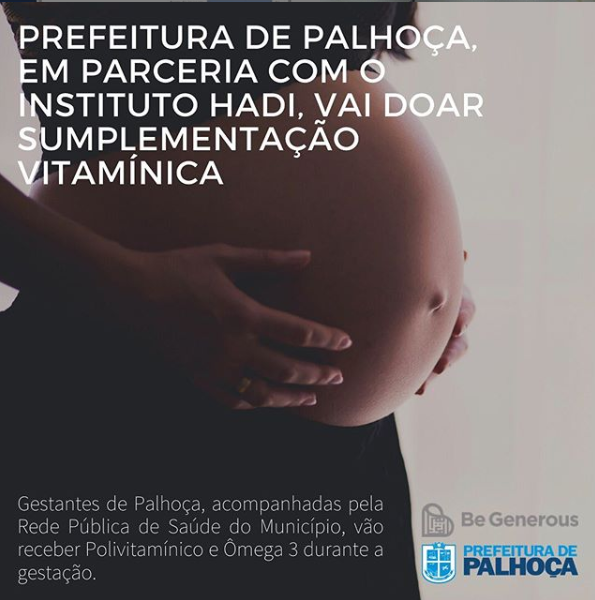 PREFEITURA DE PALHOÇA,
EM PARCERIA COM O
INSTITUTO HADI, VAI DOAR
SUMPLEMENTAÇÃO
VITAMÍNICA
Gestantes de Palhoça, acompanhadas pela
Rede Pública de Saúde do Município, vão
receber Polivitamínico e Ômega 3 durante a
gestação.
Be Generous
PREFEITURA DE
PALHOÇA